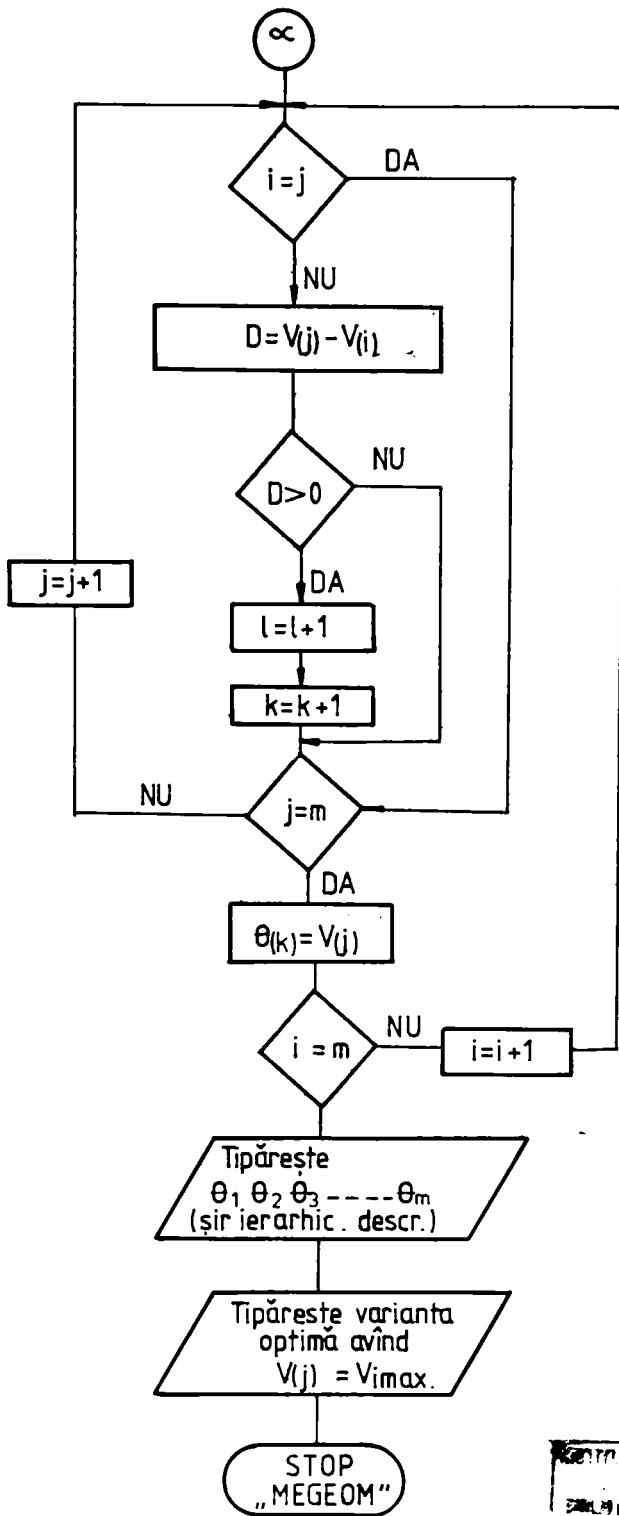 ∝
i=j
DA
NU
D=V(j)-V(i)
D>0
NU
DA
j=j+1
l=l+1
k=k+1
NU
j=m
DA
Θ(k)=V(j)
i=m
NU
i=i+1
Tipărește
Θ1 Θ2 Θ3 ----- Θm
(șir ierarhic. descr.)
Tipărește varianta
optimă avînd
V(j) = Vimax.
STOP
„MEGEOM"